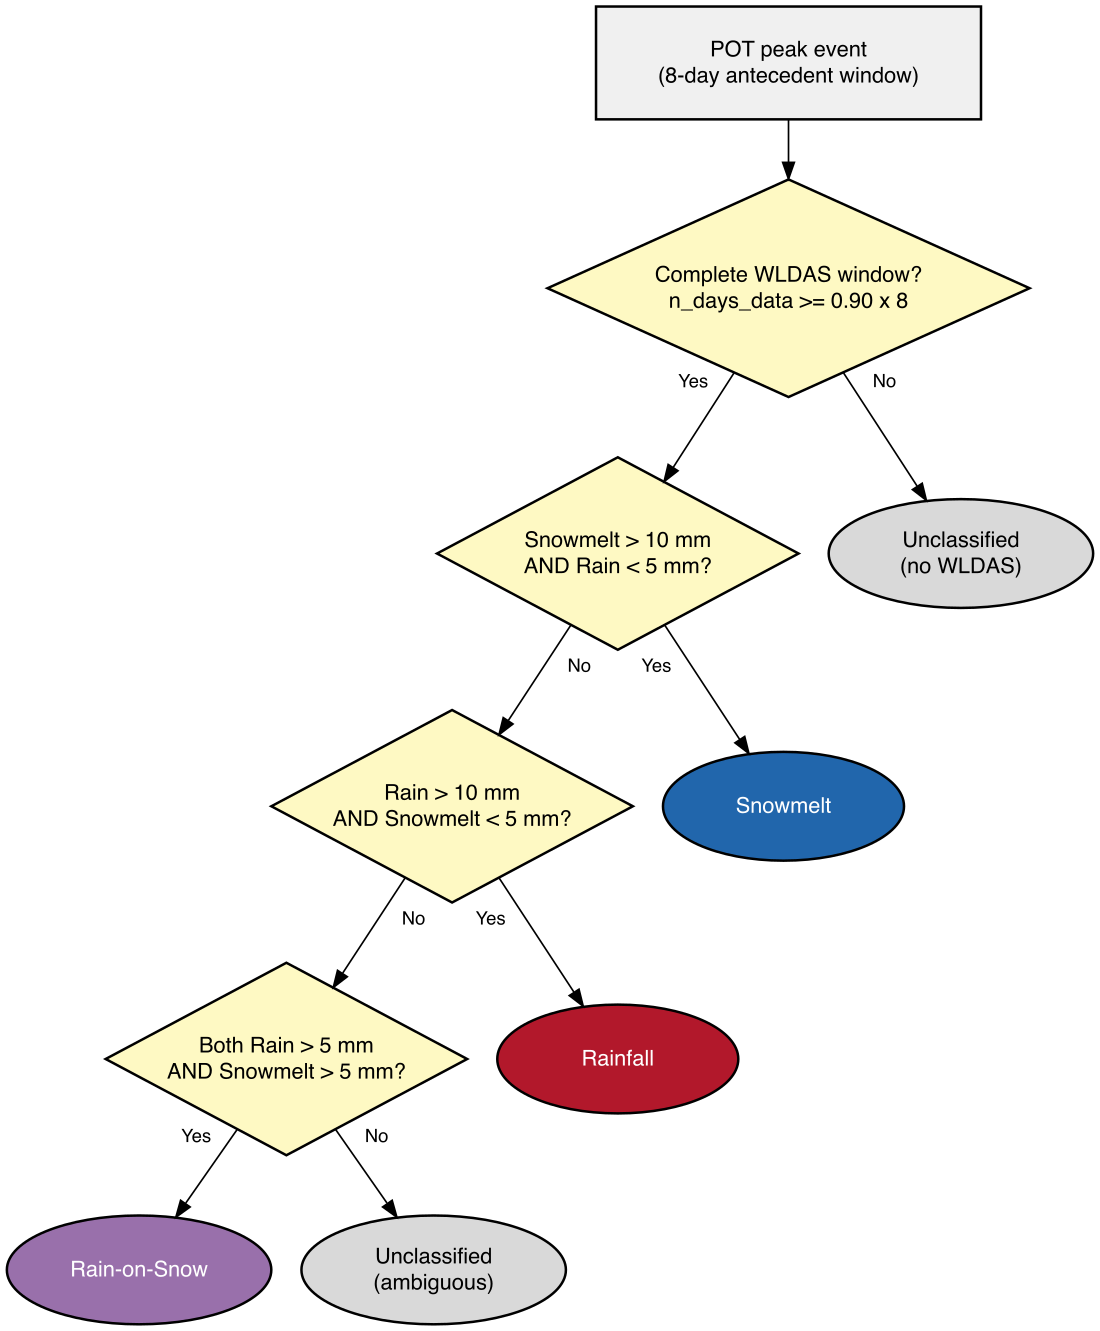 POT peak event
(8-day antecedent window)
Complete WLDAS window?
n_days_data >= 0.90 x 8
Yes
No
Snowmelt > 10 mm
AND Rain < 5 mm?
Unclassified
(no WLDAS)
No
Yes
Rain > 10 mm
AND Snowmelt < 5 mm?
Snowmelt
No
Yes
Both Rain > 5 mm
AND Snowmelt > 5 mm?
Rainfall
Yes
No
Rain-on-Snow
Unclassified
(ambiguous)